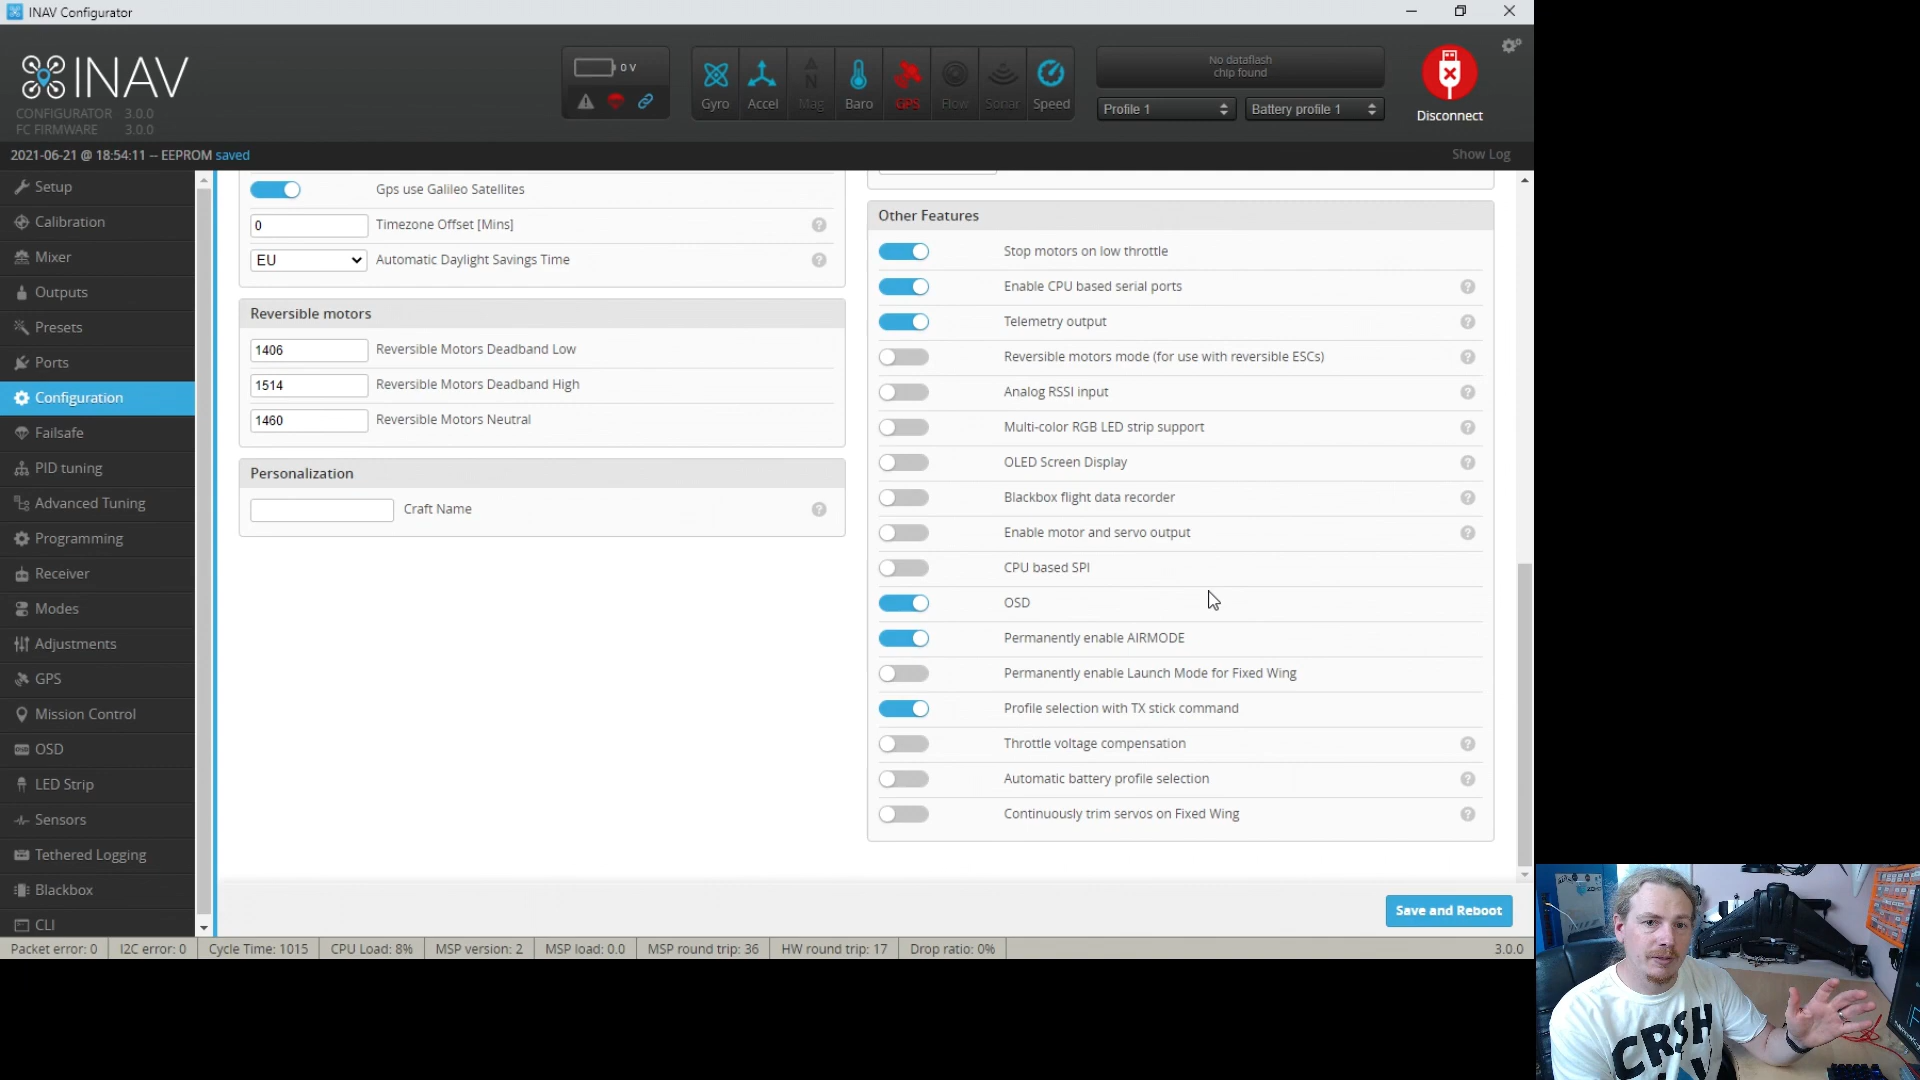 INAV Configurator
INAV
CONFIGURATOR 3.0.0
FC FIRMWARE 3.0.0
0 V
Gyro
Accel
Mag
Baro
GPS
Flow
Sonar
Speed
No dataflash
chip found
Profile 1
Battery profile 1
Disconnect
2021-06-21 @ 18:54:11 -- EEPROM saved
Show Log
Setup
Calibration
Mixer
Outputs
Presets
Ports
Configuration
Failsafe
PID tuning
Advanced Tuning
Programming
Receiver
Modes
Adjustments
GPS
Mission Control
OSD
LED Strip
Sensors
Tethered Logging
Blackbox
CLI
Gps use Galileo Satellites
0 Timezone Offset [Mins]
EU Automatic Daylight Savings Time
Reversible motors
1406 Reversible Motors Deadband Low
1514 Reversible Motors Deadband High
1460 Reversible Motors Neutral
Personalization
Craft Name
Other Features
Stop motors on low throttle
Enable CPU based serial ports
Telemetry output
Reversible motors mode (for use with reversible ESCs)
Analog RSSI input
Multi-color RGB LED strip support
OLED Screen Display
Blackbox flight data recorder
Enable motor and servo output
CPU based SPI
OSD
Permanently enable AIRMODE
Permanently enable Launch Mode for Fixed Wing
Profile selection with TX stick command
Throttle voltage compensation
Automatic battery profile selection
Continuously trim servos on Fixed Wing
Save and Reboot
Packet error: 0
I2C error: 0
Cycle Time: 1015
CPU Load: 8%
MSP version: 2
MSP load: 0.0
MSP round trip: 36
HW round trip: 17
Drop ratio: 0%
3.0.0
CRSH